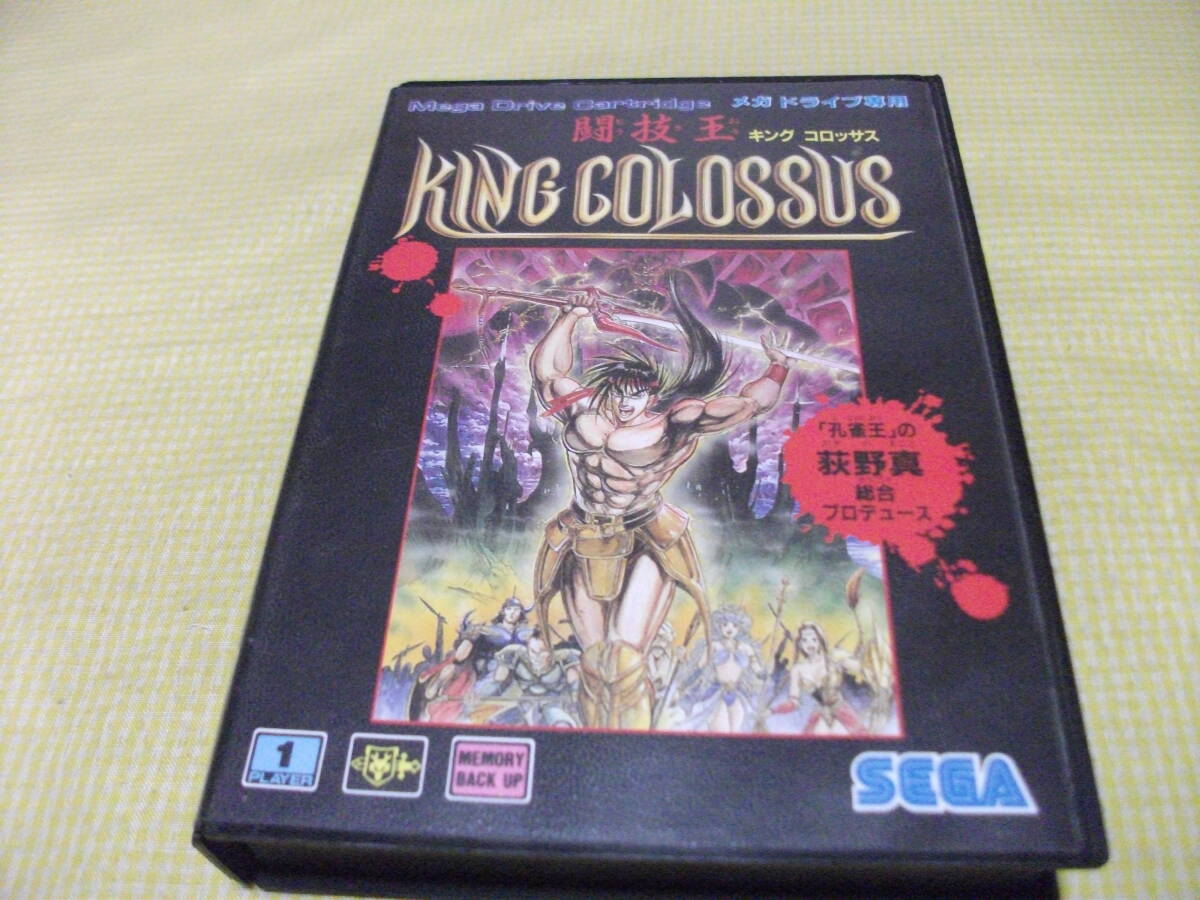 Mega Drive Cartridge メガドライブ専用
闘技王 キング コロッサス
KING COLOSSUS
「孔雀王」の
荻野真
総合
プロデュース
1
PLAYER
MEMORY
BACK UP
SEGA